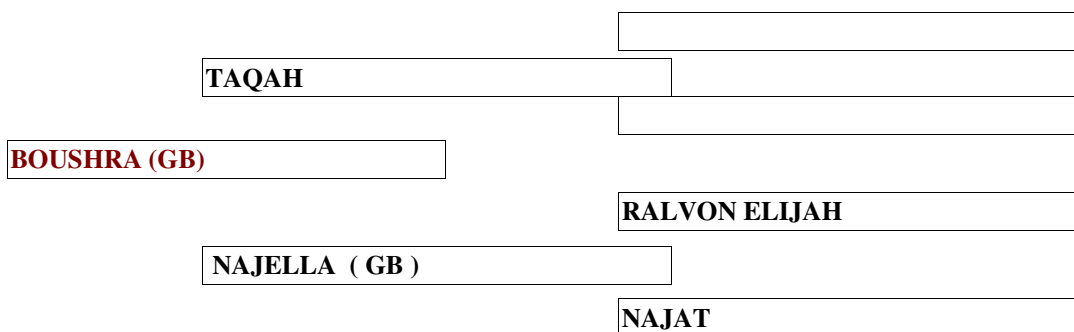 TAQAH
BOUSHRA (GB)
RALVON ELIJAH
NAJELLA ( GB )
NAJAT